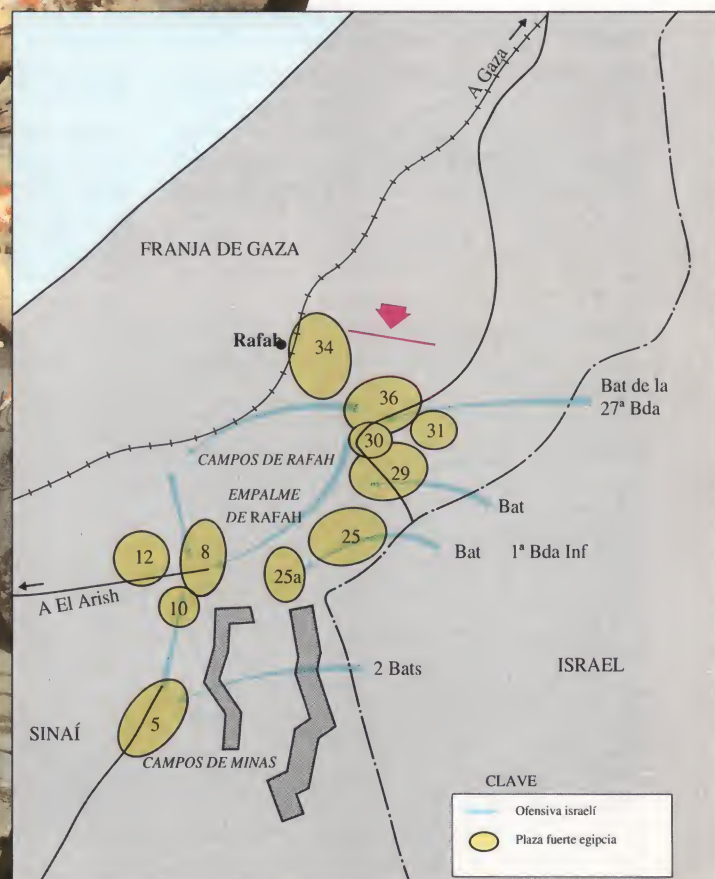 A Gaza
FRANJA DE GAZA
Rafah
34
36
Bat de la
27ª Bda
30
31
CAMPOS DE RAFAH
29
EMPALME
DE RAFAH
Bat
25
Bat 1ª Bda Inf
12
8
25a
A El Arish
10
2 Bats
ISRAEL
5
SINAÍ
CAMPOS DE MINAS
CLAVE
Ofensiva israelí
Plaza fuerte egipcia